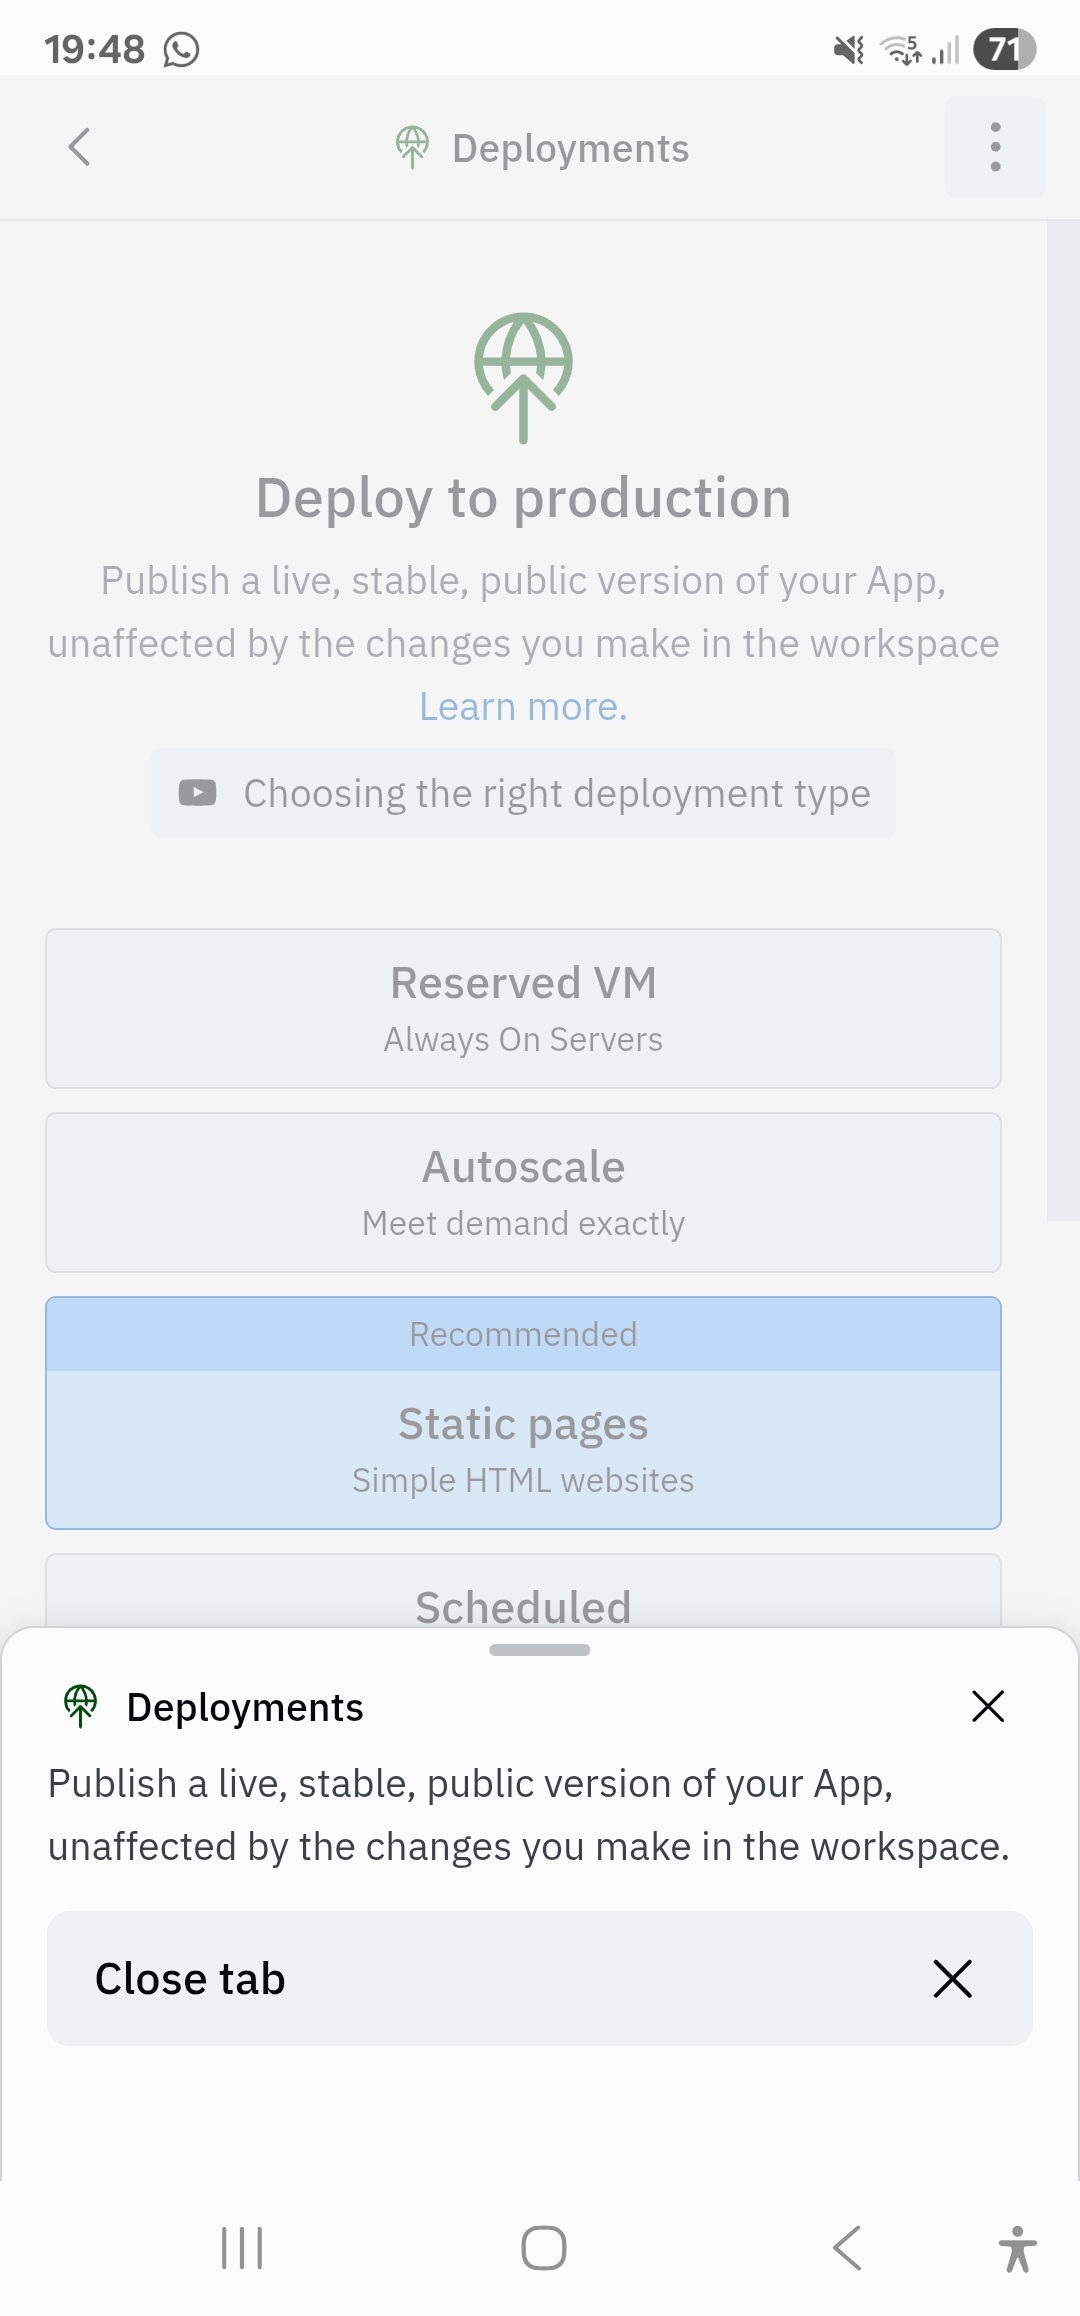 19:48
5
71
Deployments
Deploy to production
Publish a live, stable, public version of your App,
unaffected by the changes you make in the workspace
Learn more.
Choosing the right deployment type
Reserved VM
Always On Servers
Autoscale
Meet demand exactly
Recommended
Static pages
Simple HTML websites
Scheduled
Deployments
Publish a live, stable, public version of your App,
unaffected by the changes you make in the workspace.
Close tab